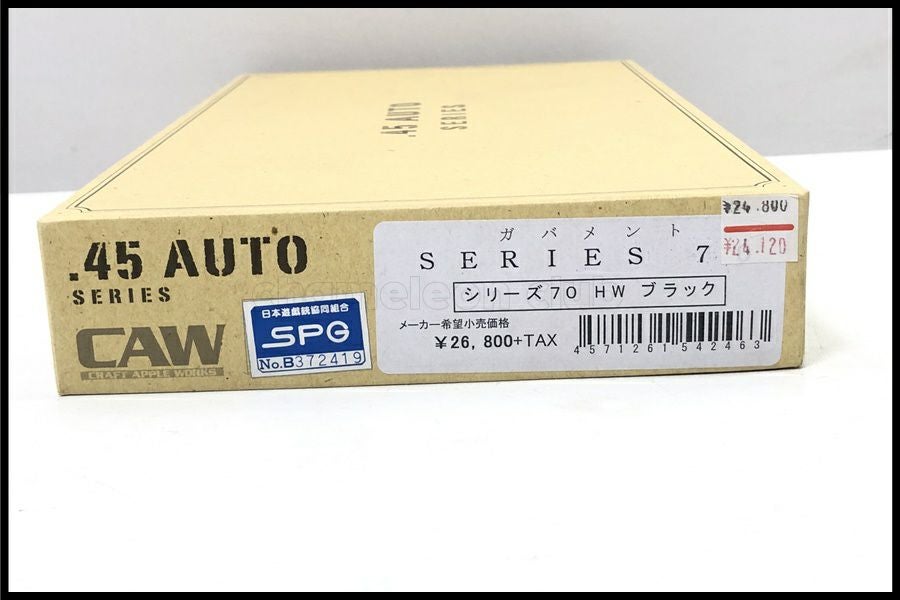 .45 AUTO
SERIES
.45 AUTO
SERIES
CAW
CRAFT APPLE WORKS
日本遊戯銃協同組合
SPG
No.B372419
ガバメント
SERIES 7
シリーズ70 HW ブラック
メーカー希望小売価格
¥26,800+TAX
4571261542463
¥24.800
¥24.120